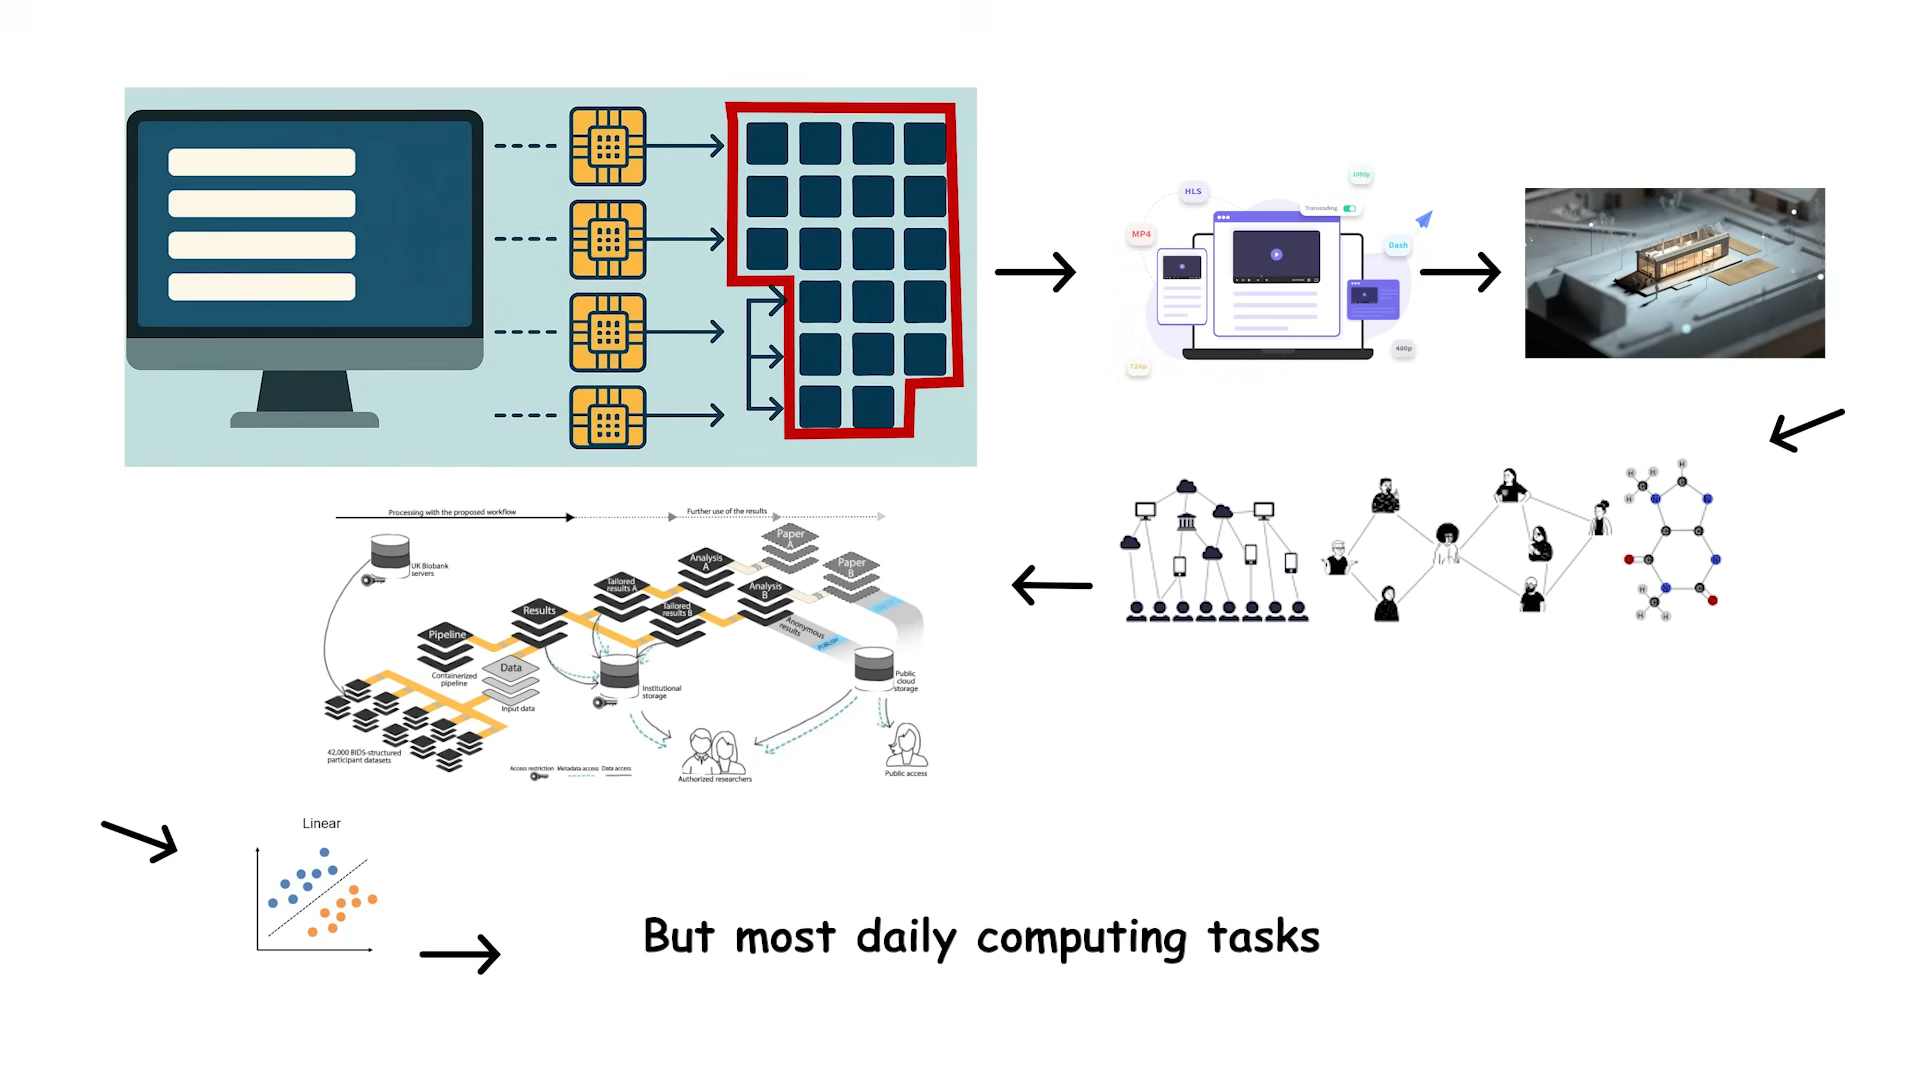 1080p
HLS
Transcoding
MP4
Dash
480p
720p
Processing with the proposed workflow
Further use of the results
UK Biobank
servers
Paper
A
Analysis
A
Paper
B
Tailored
results A
Analysis
B
Results
Tailored
results B
Pipeline
Anonymous
results
PUBLISH
Data
Containerized
pipeline
Input data
Institutional
storage
Public
cloud
storage
42,000 BIDS-structured
participant datasets
Access restriction Metadata access Data access
Authorized researchers
Public access
H H H
H C C N
N
C C
O C N
H N C
H C O
H H
Linear
But most daily computing tasks